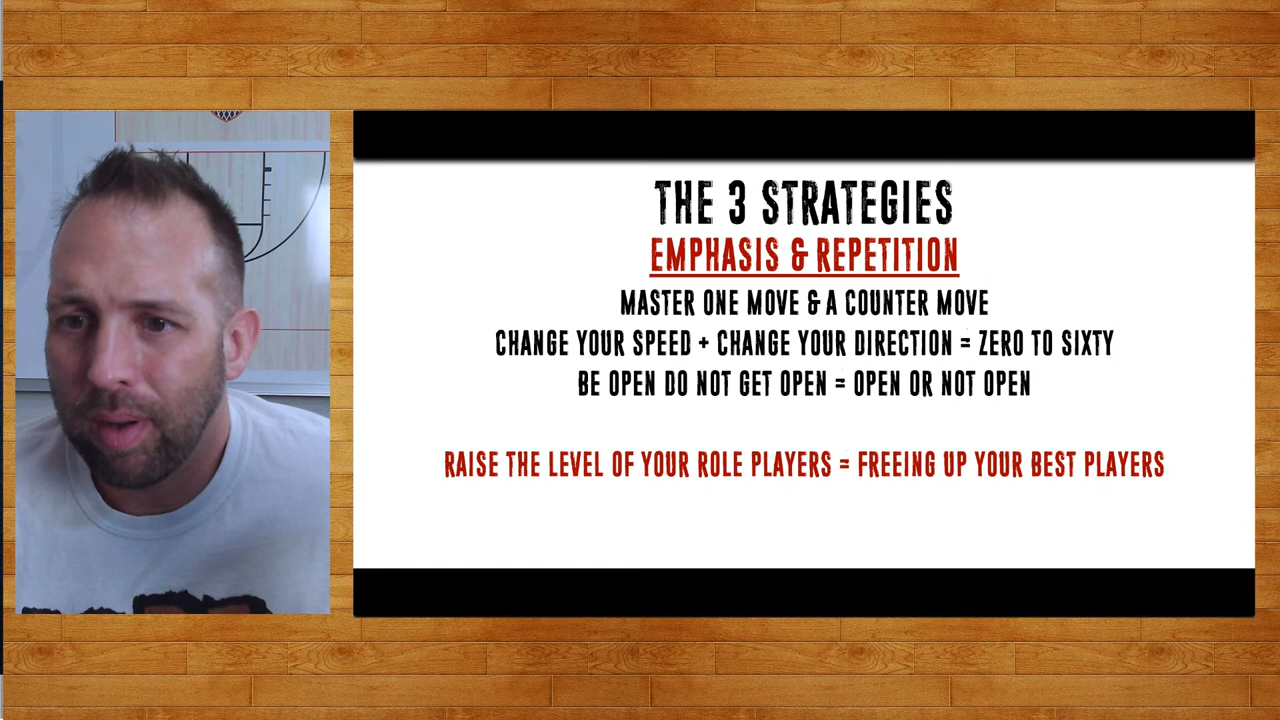 THE 3 STRATEGIES
EMPHASIS & REPETITION
MASTER ONE MOVE & A COUNTER MOVE
CHANGE YOUR SPEED + CHANGE YOUR DIRECTION = ZERO TO SIXTY
BE OPEN DO NOT GET OPEN = OPEN OR NOT OPEN
RAISE THE LEVEL OF YOUR ROLE PLAYERS = FREEING UP YOUR BEST PLAYERS